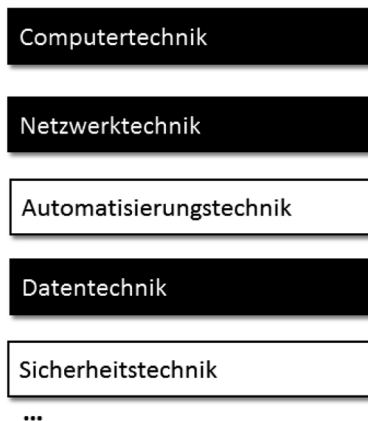 Computertechnik
Netzwerktechnik
Automatisierungstechnik
Datentechnik
Sicherheitstechnik
...